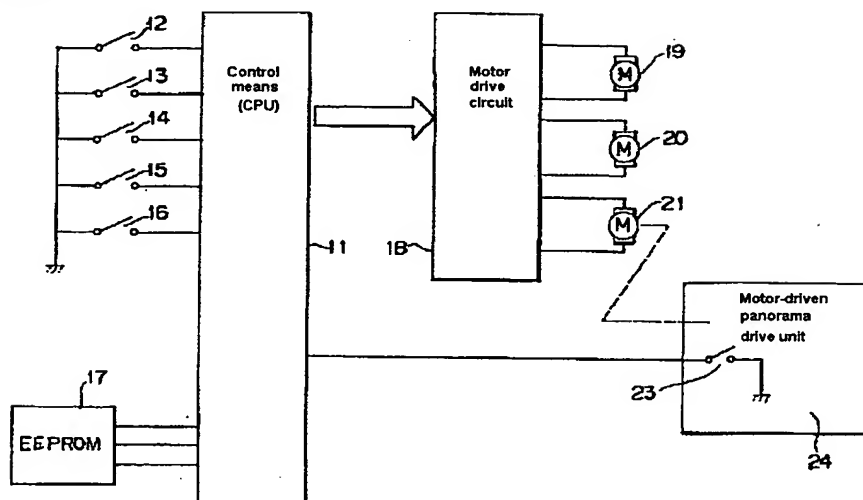 12
13
14
15
16
Control
means
(CPU)
11
Motor
drive
circuit
18
M
19
M
20
M
21
Motor-driven
panorama
drive unit
23
24
17
EEPROM